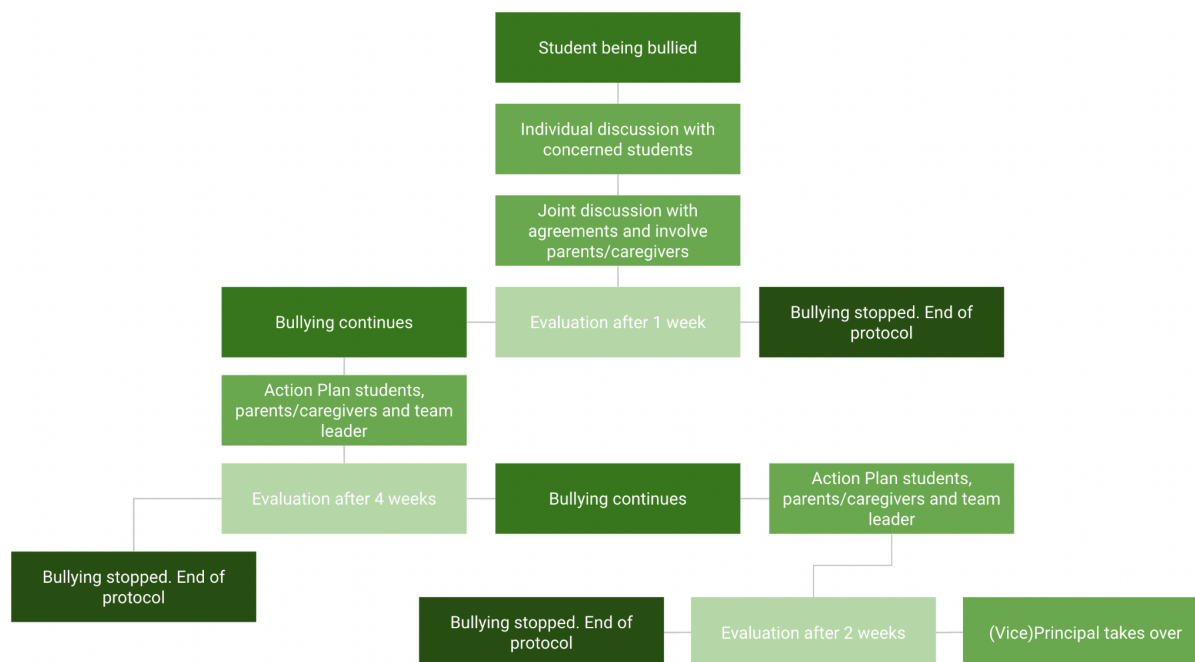 Student being bullied
Individual discussion with
concerned students
Joint discussion with
agreements and involve
parents/caregivers
Bullying continues
Evaluation after 1 week
Bullying stopped. End of
protocol
Action Plan students,
parents/caregivers and team
leader
Evaluation after 4 weeks
Bullying continues
Action Plan students,
parents/caregivers and team
leader
Bullying stopped. End of
protocol
Bullying stopped. End of
protocol
Evaluation after 2 weeks
(Vice)Principal takes over